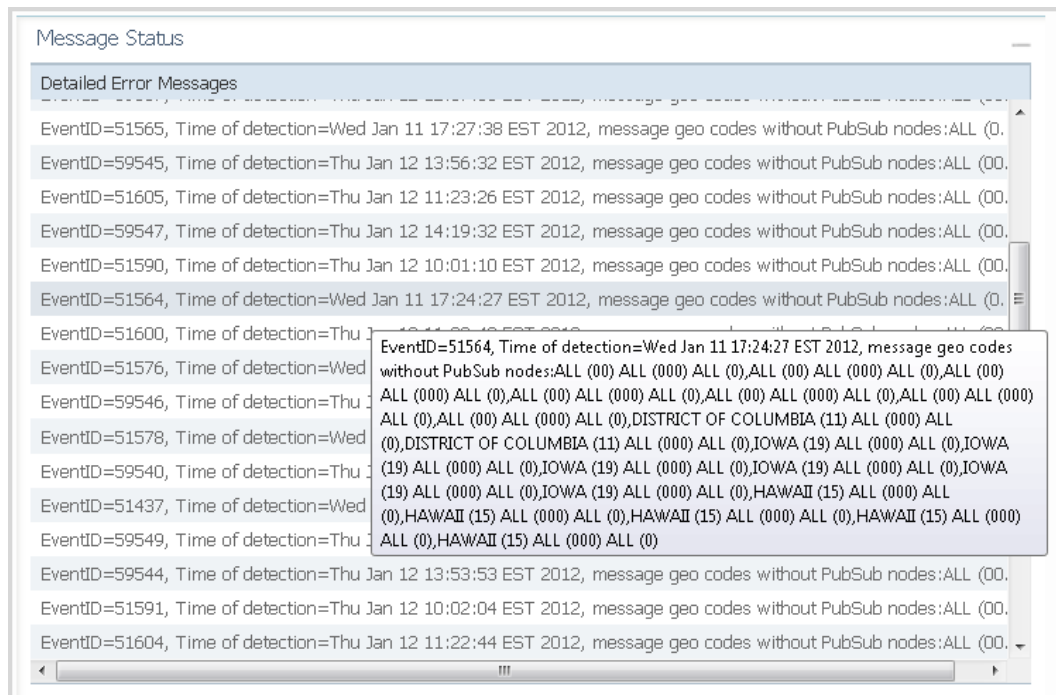 Message Status
Detailed Error Messages
EventID=51565, Time of detection=Wed Jan 11 17:27:38 EST 2012, message geo codes without PubSub nodes:ALL (0.
EventID=59545, Time of detection=Thu Jan 12 13:56:32 EST 2012, message geo codes without PubSub nodes:ALL (00.
EventID=51605, Time of detection=Thu Jan 12 11:23:26 EST 2012, message geo codes without PubSub nodes:ALL (00.
EventID=59547, Time of detection=Thu Jan 12 14:19:32 EST 2012, message geo codes without PubSub nodes:ALL (00.
EventID=51590, Time of detection=Thu Jan 12 10:01:10 EST 2012, message geo codes without PubSub nodes:ALL (00.
EventID=51564, Time of detection=Wed Jan 11 17:24:27 EST 2012, message geo codes without PubSub nodes:ALL (0.
EventID=51600, Time of detection=Thu
EventID=51576, Time of detection=Wed
EventID=59546, Time of detection=Thu
EventID=51578, Time of detection=Wed
EventID=59540, Time of detection=Thu
EventID=51437, Time of detection=Wed
EventID=59549, Time of detection=Thu
EventID=51564, Time of detection=Wed Jan 11 17:24:27 EST 2012, message geo codes
without PubSub nodes:ALL (00) ALL (000) ALL (0),ALL (00) ALL (000) ALL (0),ALL (00)
ALL (000) ALL (0),ALL (00) ALL (000) ALL (0),ALL (00) ALL (000) ALL (0),ALL (00) ALL (000)
ALL (0),ALL (00) ALL (000) ALL (0),DISTRICT OF COLUMBIA (11) ALL (000) ALL
(0),DISTRICT OF COLUMBIA (11) ALL (000) ALL (0),IOWA (19) ALL (000) ALL (0),IOWA
(19) ALL (000) ALL (0),IOWA (19) ALL (000) ALL (0),IOWA (19) ALL (000) ALL (0),IOWA
(19) ALL (000) ALL (0),IOWA (19) ALL (000) ALL (0),HAWAII (15) ALL (000) ALL
(0),HAWAII (15) ALL (000) ALL (0),HAWAII (15) ALL (000) ALL (0),HAWAII (15) ALL (000)
ALL (0),HAWAII (15) ALL (000) ALL (0)
EventID=59544, Time of detection=Thu Jan 12 13:53:53 EST 2012, message geo codes without PubSub nodes:ALL (00.
EventID=51591, Time of detection=Thu Jan 12 10:02:04 EST 2012, message geo codes without PubSub nodes:ALL (00.
EventID=51604, Time of detection=Thu Jan 12 11:22:44 EST 2012, message geo codes without PubSub nodes:ALL (00.